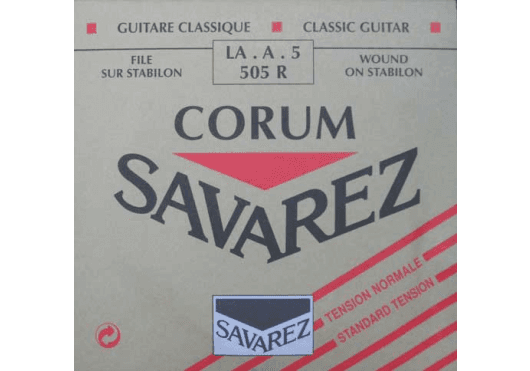 GUITARE CLASSIQUE CLASSIC GUITAR
FILE
SUR STABILON
LA . A . 5
505 R
WOUND
ON STABILON
CORUM
SAVAREZ
TENSION NORMALE
STANDARD TENSION
SAVAREZ